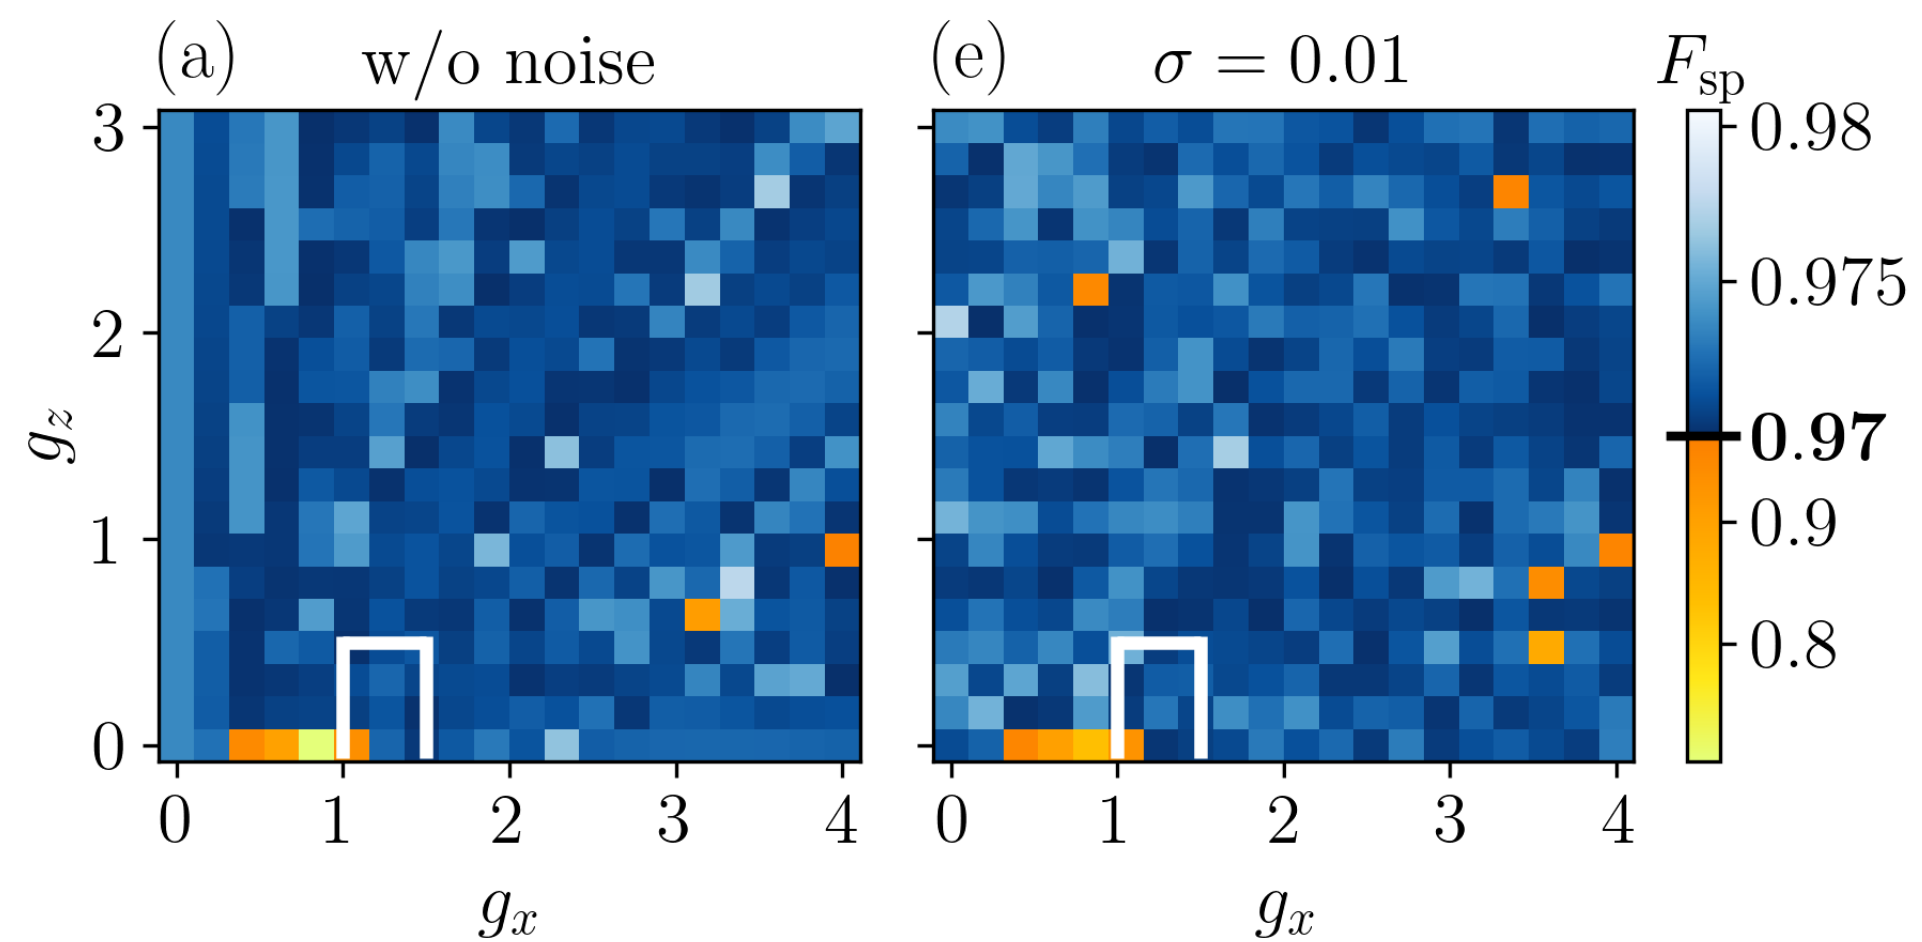 (a) w/o noise
(e) σ = 0.01
F_sp
3
2
1
0
g_z
0 1 2 3 4
g_x
0 1 2 3 4
g_x
0.98
0.975
0.97
0.9
0.8